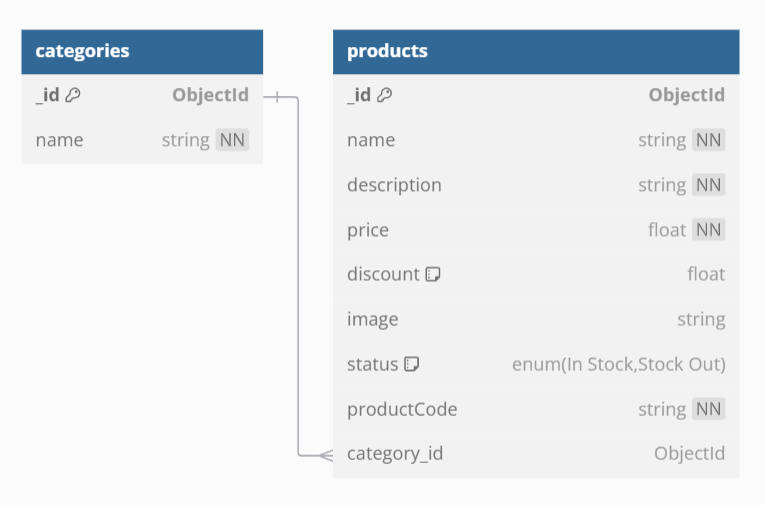 categories
_id ObjectId
name string NN
products
_id ObjectId
name string NN
description string NN
price float NN
discount float
image string
status enum(In Stock,Stock Out)
productCode string NN
category_id ObjectId